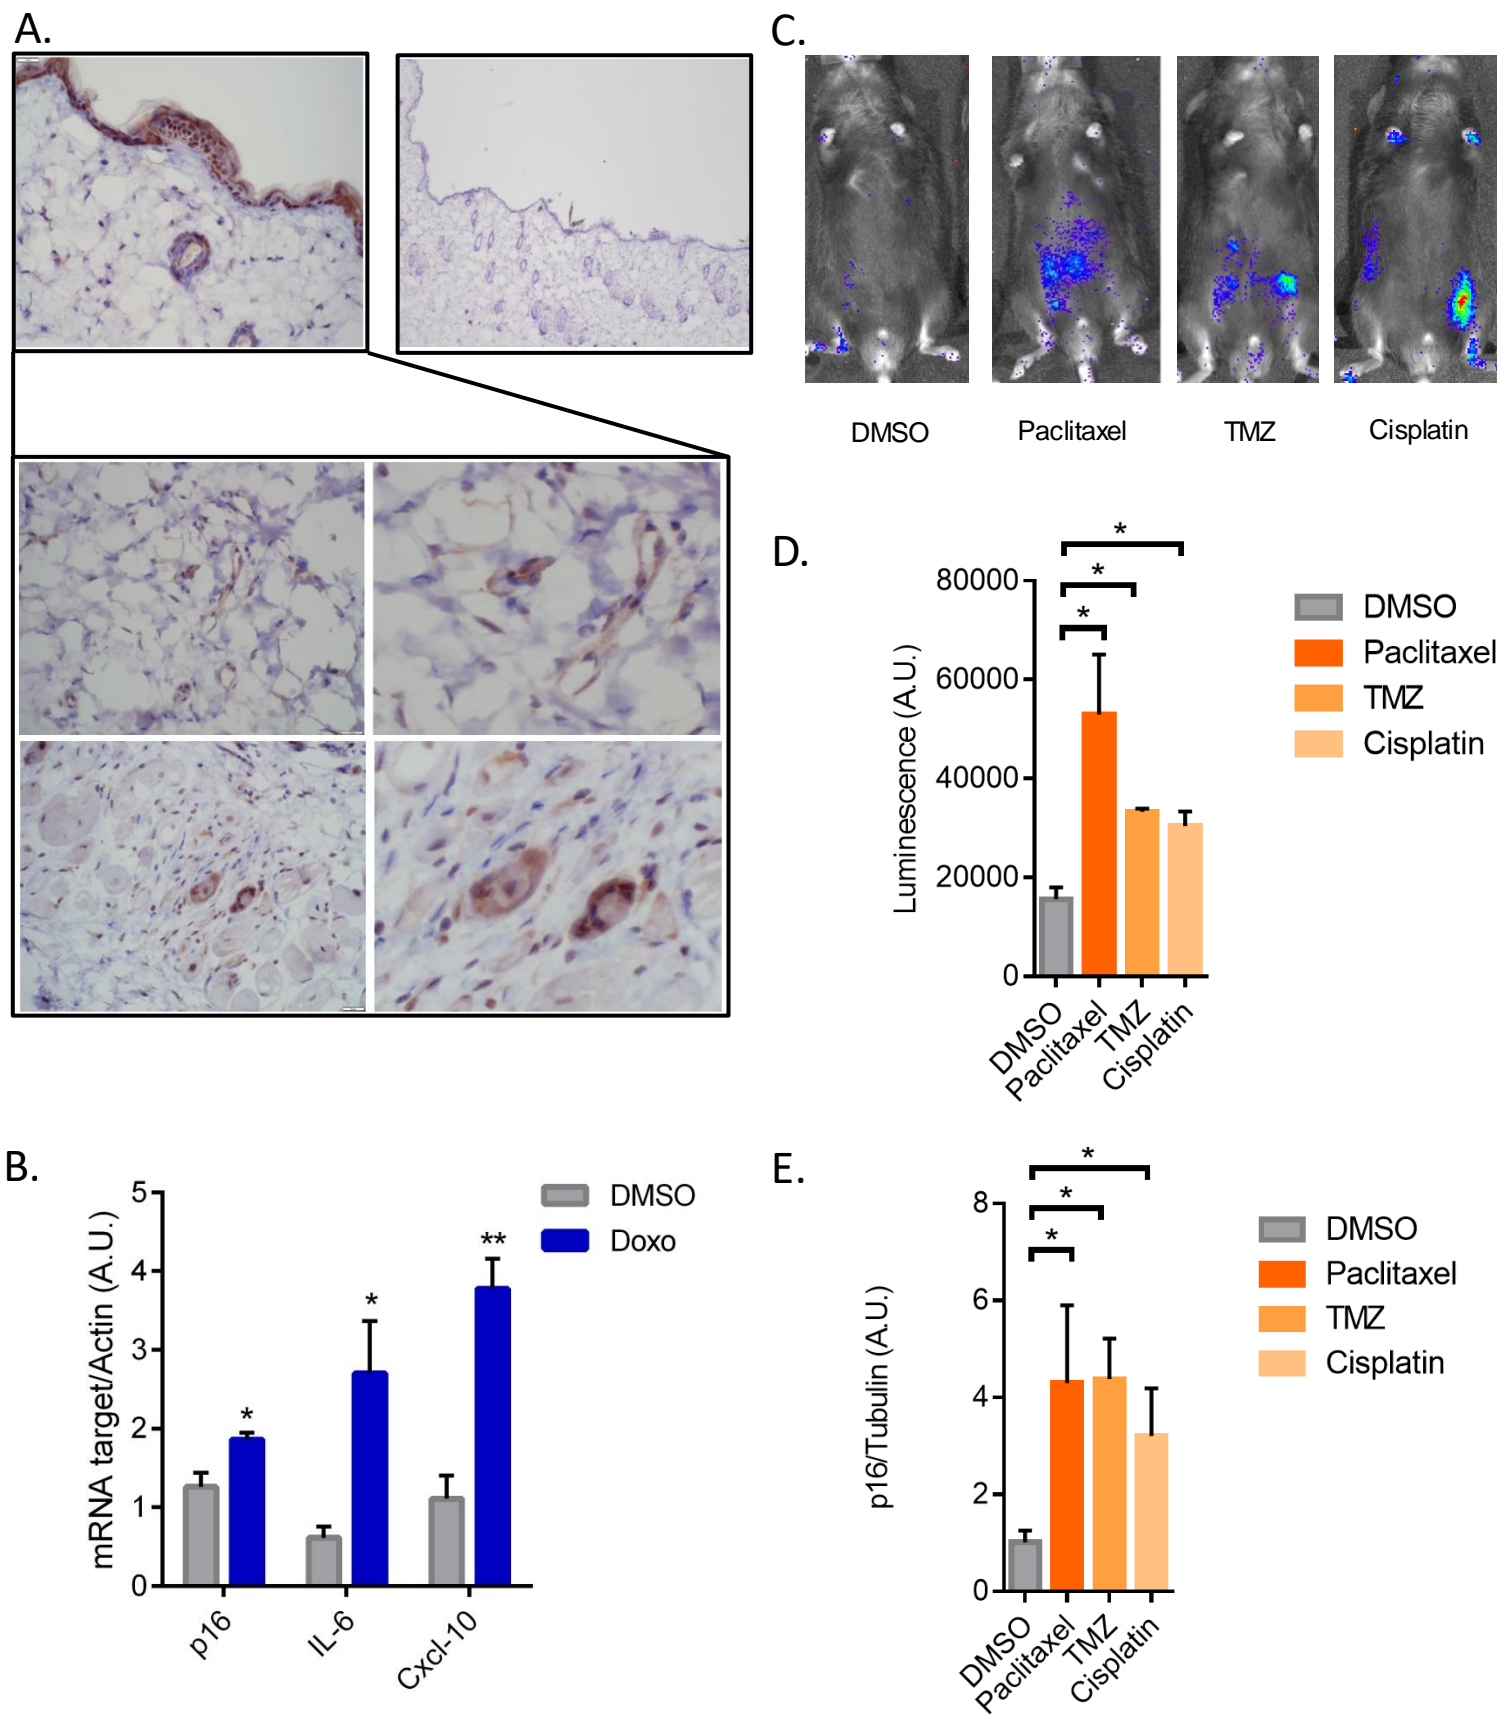 A.
C.
DMSO
Paclitaxel
TMZ
Cisplatin
D.
*
*
*
80000
60000
40000
20000
0
Luminescence (A.U.)
DMSO
Paclitaxel
TMZ
Cisplatin
DMSO
Paclitaxel
TMZ
Cisplatin
B.
5
4
3
2
1
0
mRNA target/Actin (A.U.)
DMSO
Doxo
*
*
**
p16
IL-6
Cxcl-10
E.
*
*
*
8
6
4
2
0
p16/Tubulin (A.U.)
DMSO
Paclitaxel
TMZ
Cisplatin
DMSO
Paclitaxel
TMZ
Cisplatin